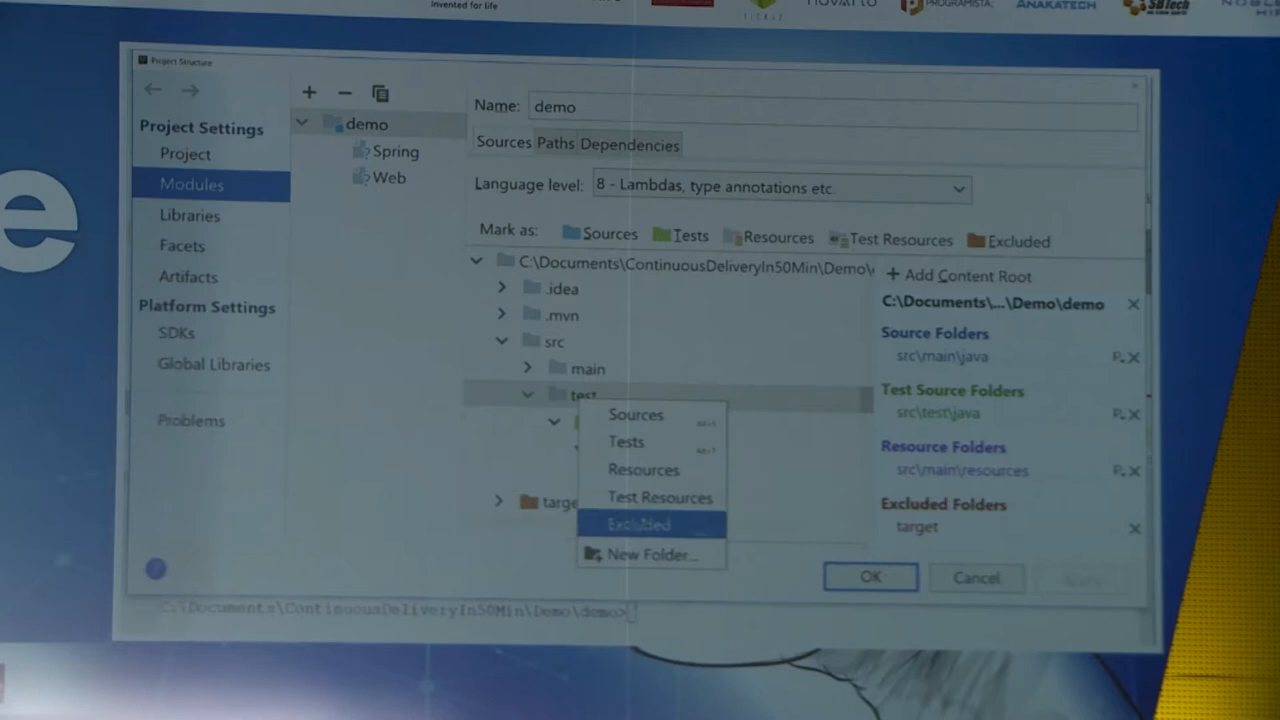 Invented for life
PROGRAMISTA
ANAKATECH
SBTech
e
Project Structure
Project Settings
Project
Modules
Libraries
Facets
Artifacts
Platform Settings
SDKs
Global Libraries
Problems
demo
Spring
Web
Name: demo
Sources Paths Dependencies
Language level: 8 - Lambdas, type annotations etc.
Mark as: Sources Tests Resources Test Resources Excluded
C:\Documents\ContinuousDeliveryIn50Min\Demo\
.idea
.mvn
src
main
test
Sources Alt+S
Tests Alt+T
Resources
Test Resources
Excluded
New Folder...
targe
+ Add Content Root
C:\Documents\...\Demo\demo
Source Folders
src\main\java
Test Source Folders
src\test\java
Resource Folders
src\main\resources
Excluded Folders
target
OK
Cancel
C:\Documents\ContinuousDeliveryIn50Min\Demo\demo>